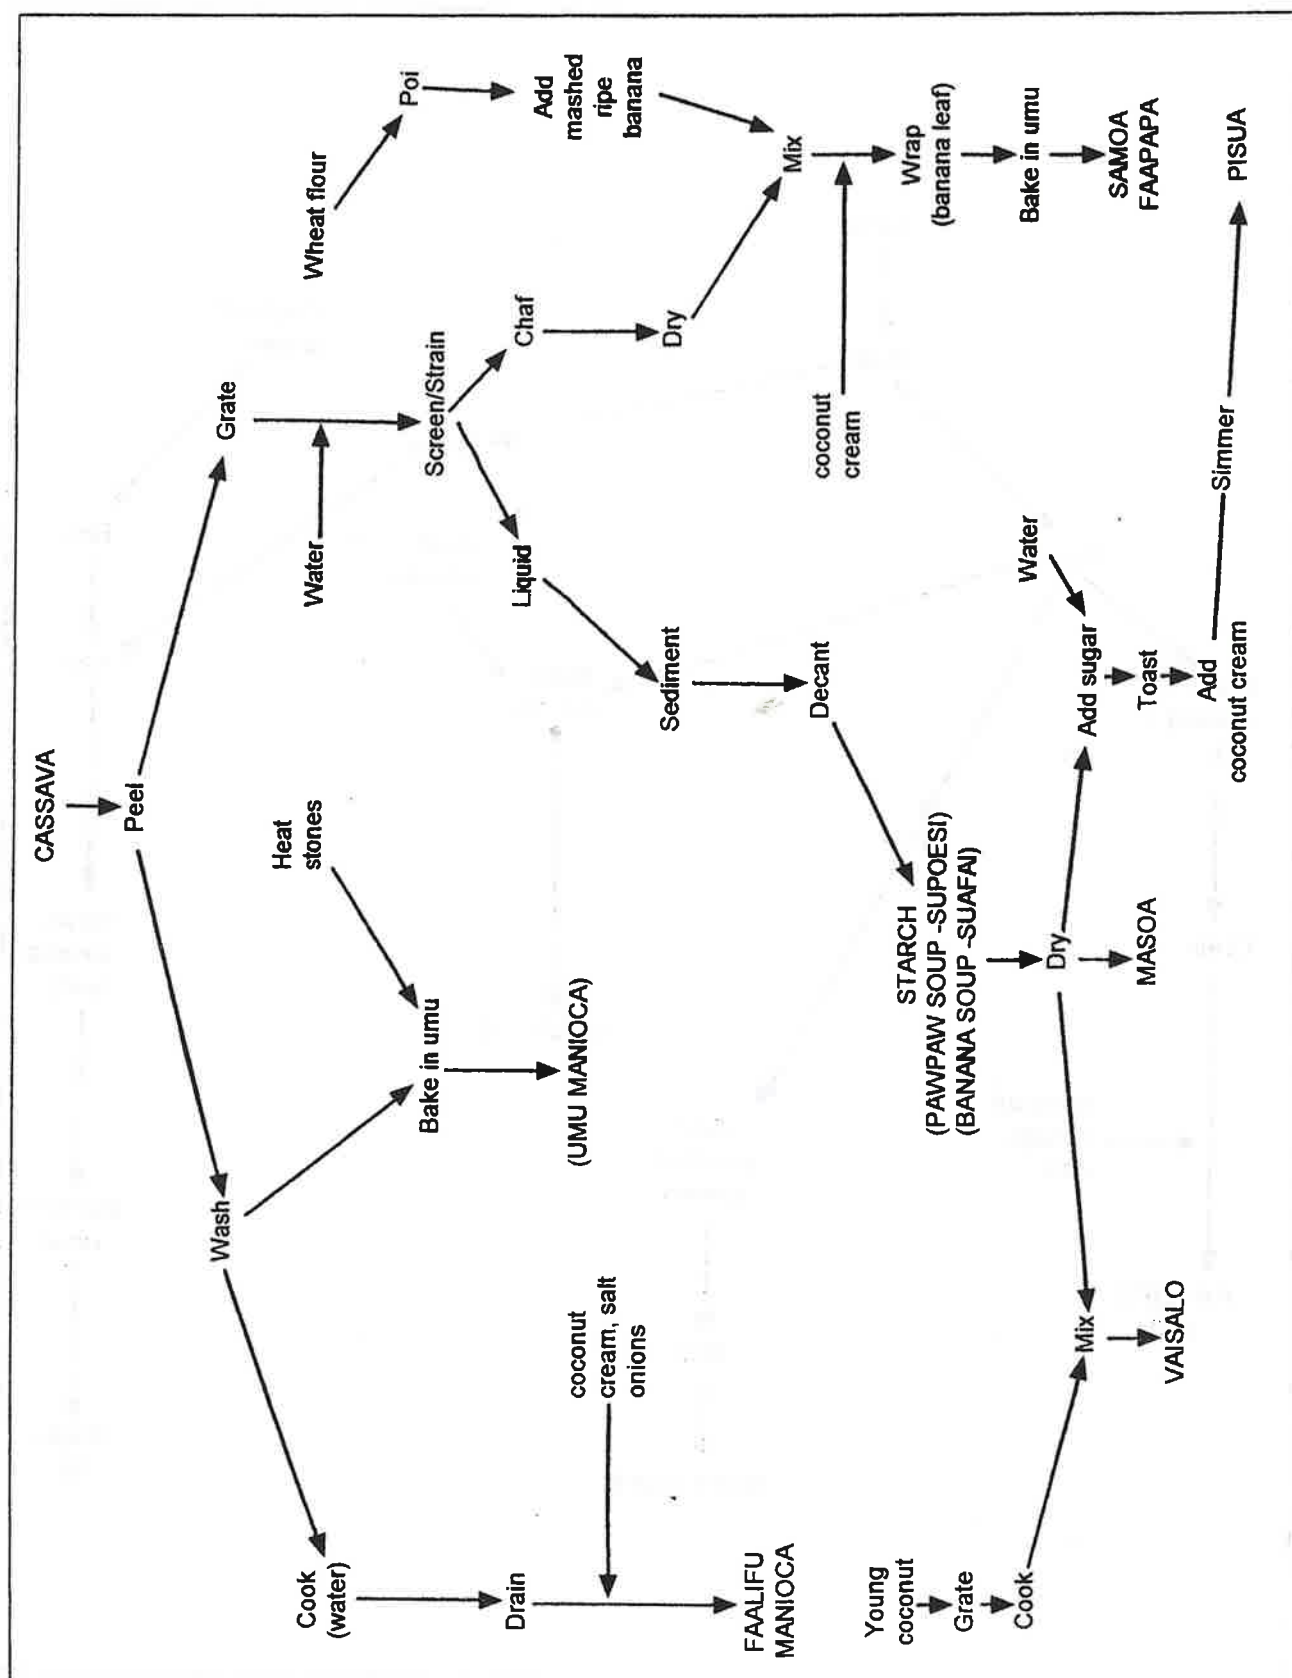 CASSAVA
Peel
Wash
Grate
Heat
stones
Water
Wheat flour
Cook
(water)
Bake in umu
Screen/Strain
Poi
Drain
Liquid
Chaf
Add
mashed
ripe
banana
(UMU MANIOCA)
coconut
cream, salt
onions
Sediment
Dry
FAALIFU
MANIOCA
Decant
Mix
coconut
cream
Young
coconut
STARCH
(PAWPAW SOUP -SUPOESI)
(BANANA SOUP -SUAFAI)
Wrap
(banana leaf)
Grate
Cook
Dry
Water
Bake in umu
Mix
Add sugar
VAISALO
MASOA
Toast
SAMOA
FAAPAPA
Add
coconut cream
Simmer
PISUA